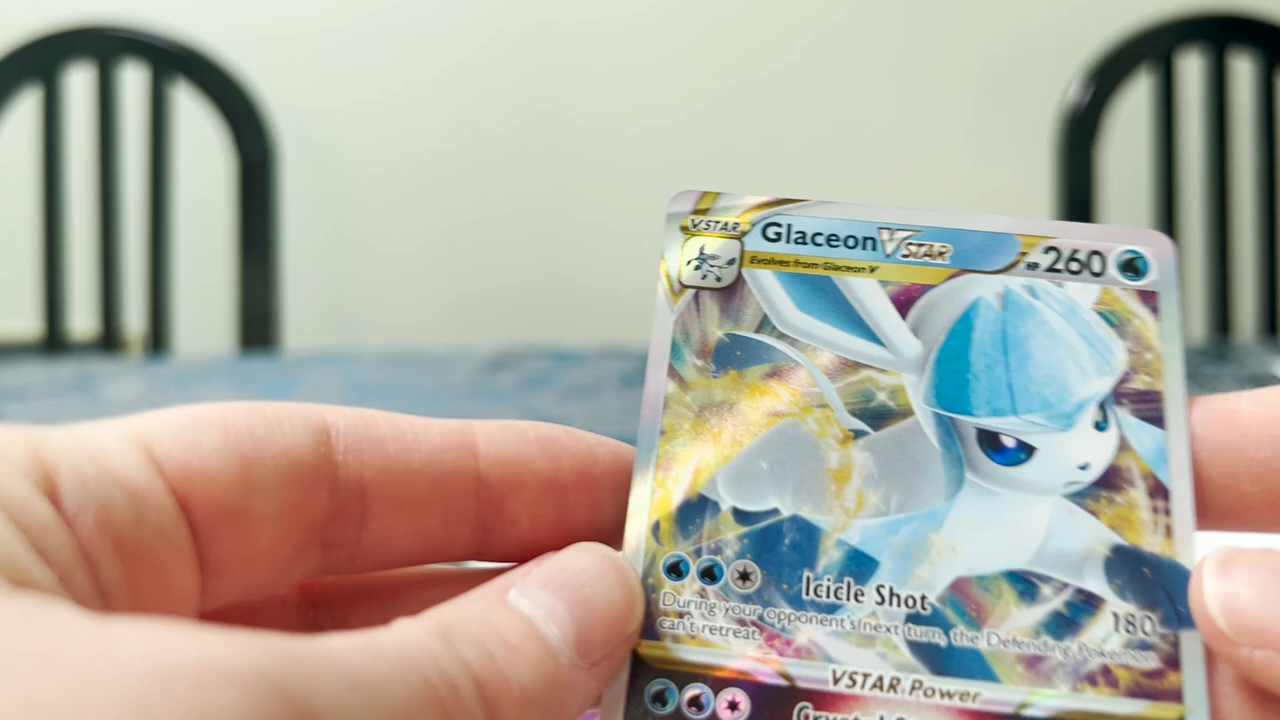 VSTAR
Glaceon VSTAR
HP 260
Evolves from Glaceon V
Icicle Shot
180
During your opponent's next turn, the Defending Pokémon
can't retreat.
VSTAR Power
Crystal